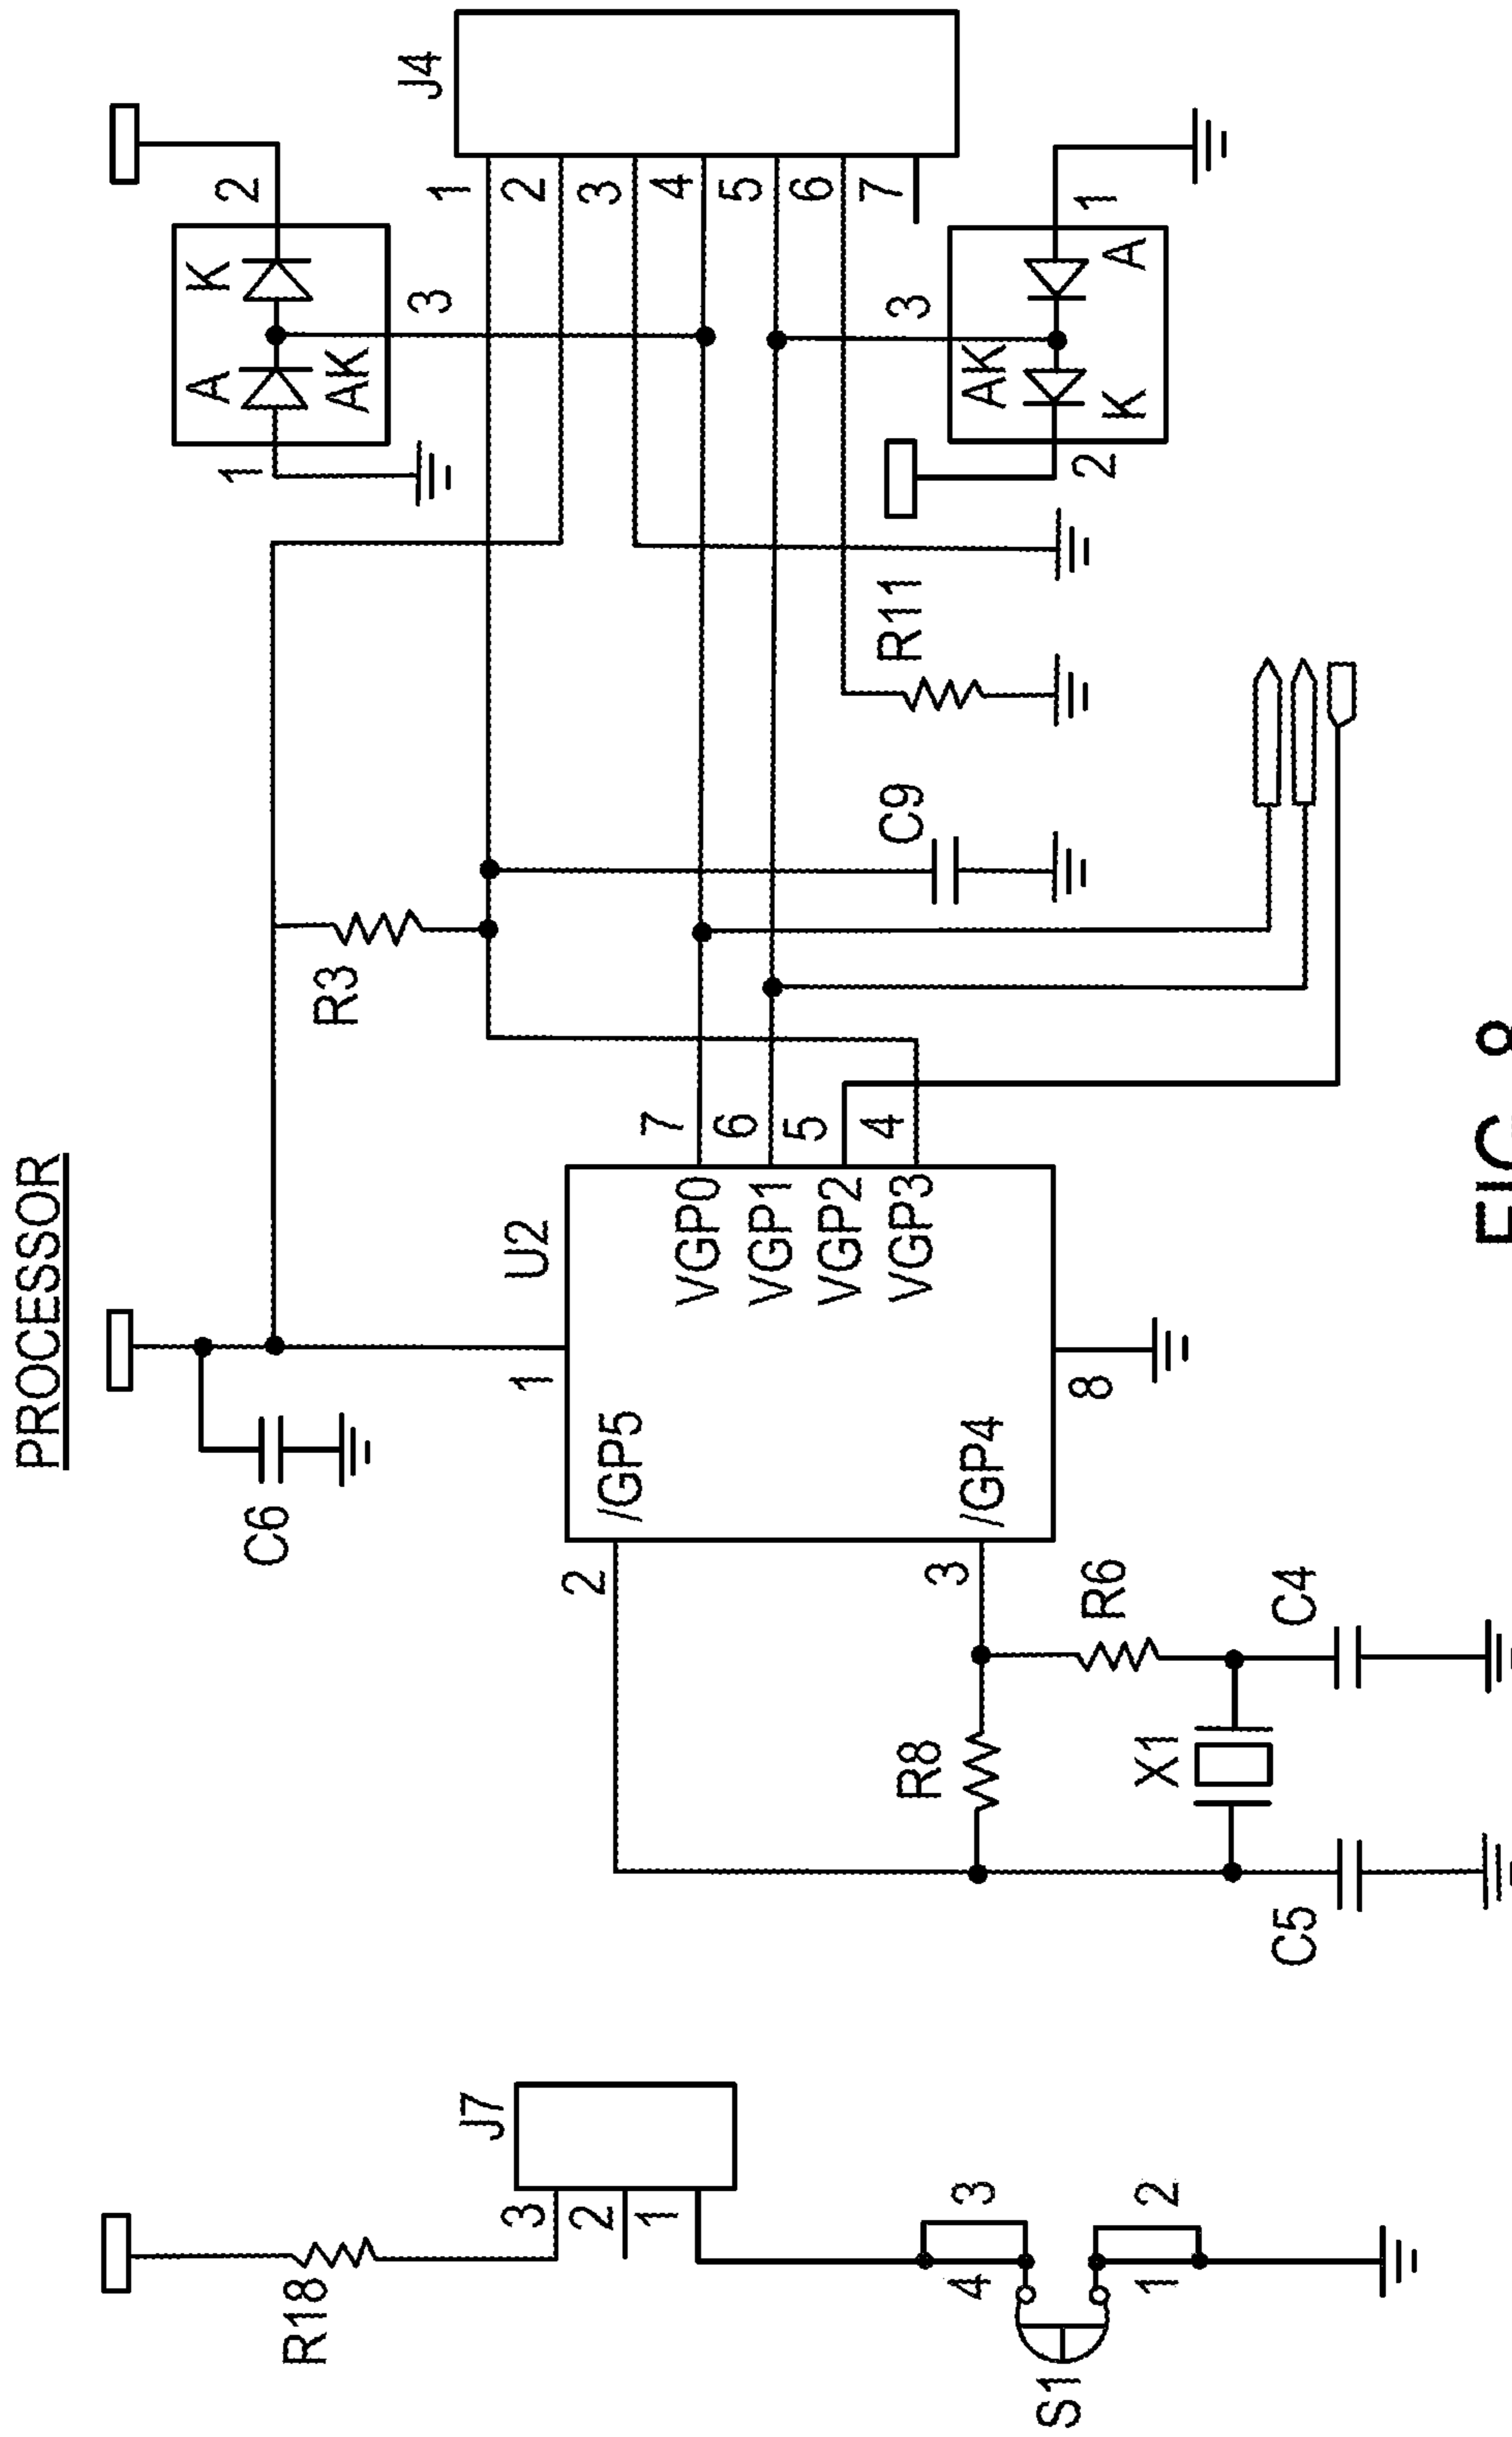 PROCESSOR
R18
J7
3
2
1
S1
4
3
1
2
C6
U2
1
2
/GP5
3
/GP4
8
VGP0
7
VGP1
6
VGP2
5
VGP3
4
R8
R6
X1
C5
C4
R3
C9
R11
1
A
K
2
AK
3
J4
1
2
3
4
5
6
7
3
AK
2
K
A
1